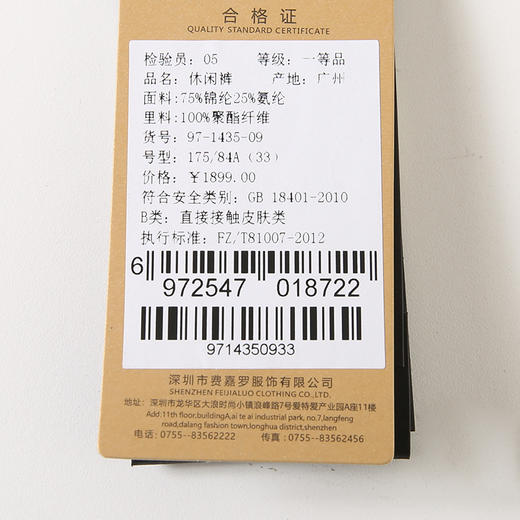 合格证
QUALITY STANDARD CERTIFICATE
检验员：05 等级：一等品
品名：休闲裤 产地：广州
面料：75%锦纶25%氨纶
里料：100%聚酯纤维
货号：97-1435-09
号型：175/84A（33）
价格：￥1899.00
符合安全类别：GB 18401-2010
B类：直接接触皮肤类
执行标准：FZ/T81007-2012
6 972547 018722
9714350933
深圳市费嘉罗服饰有限公司
SHENZHEN FEIJIALUO CLOTHING CO.,LTD.
地址：深圳市龙华区大浪时尚小镇浪峰路7号爱特爱产业园A座11楼
Add:11th floor,buildingA,ai te ai industrial park, no.7,langfeng
road,dalang fashion town,longhua district,shenzhen
电话：0755--83562222 传真：0755--83562456